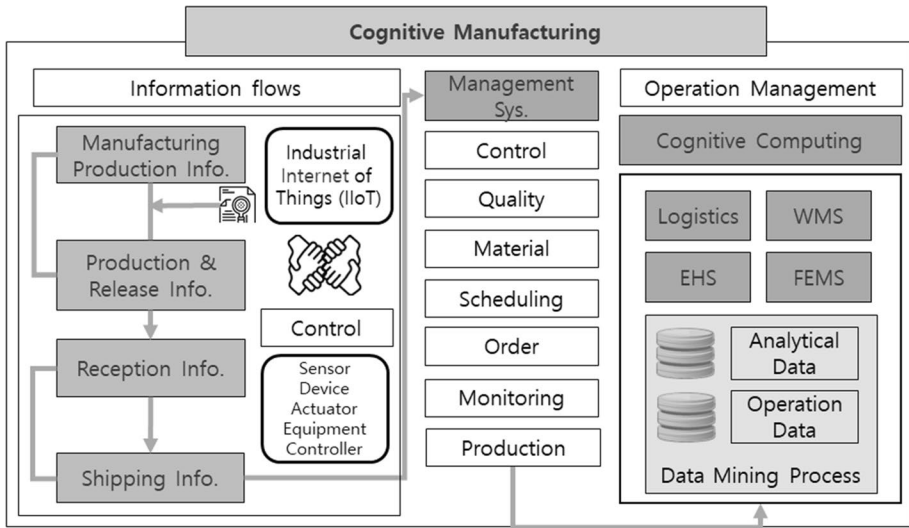 Cognitive Manufacturing
Information flows
Manufacturing
Production Info.
Production &
Release Info.
Reception Info.
Shipping Info.
Industrial
Internet of
Things (IIoT)
Control
Sensor
Device
Actuator
Equipment
Controller
Management
Sys.
Control
Quality
Material
Scheduling
Order
Monitoring
Production
Operation Management
Cognitive Computing
Logistics
WMS
EHS
FEMS
Analytical
Data
Operation
Data
Data Mining Process